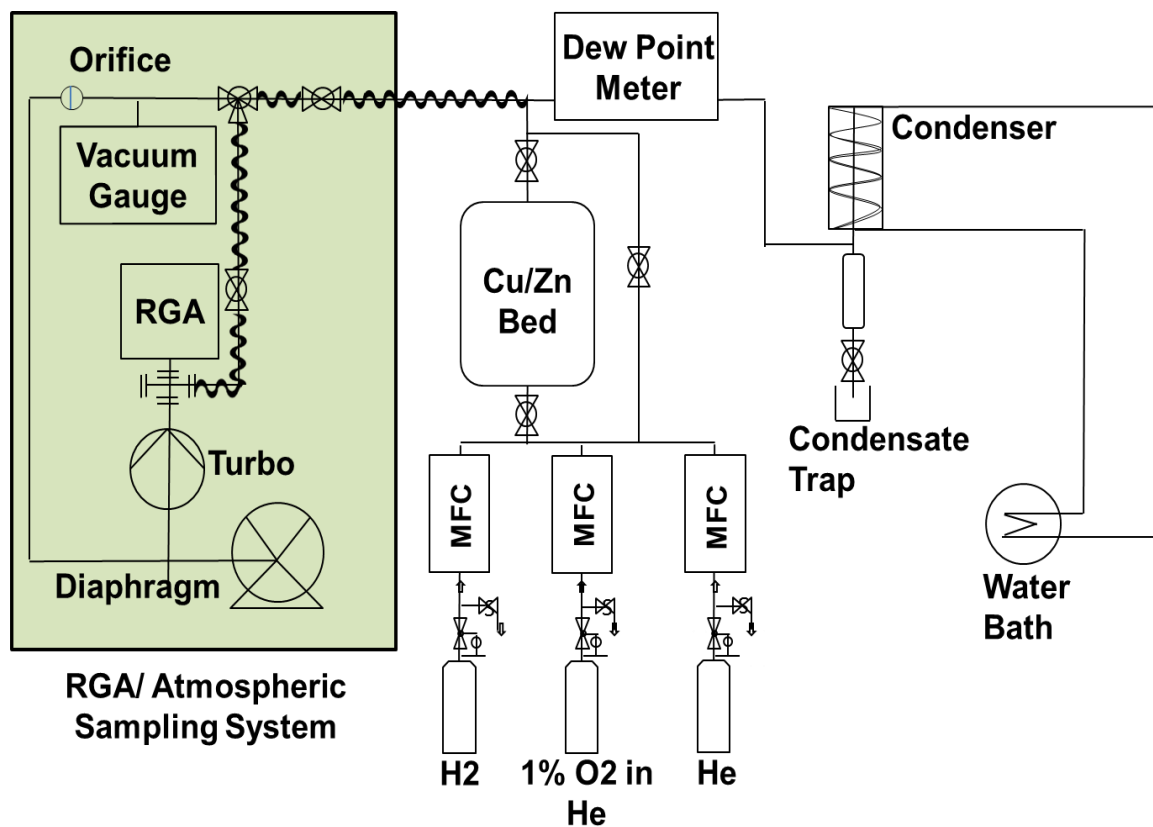 Orifice
Vacuum
Gauge
RGA
Turbo
Diaphragm
RGA/ Atmospheric
Sampling System
Dew Point
Meter
Cu/Zn
Bed
MFC
MFC
MFC
H2
1% O2 in
He
He
Condenser
Condensate
Trap
Water
Bath